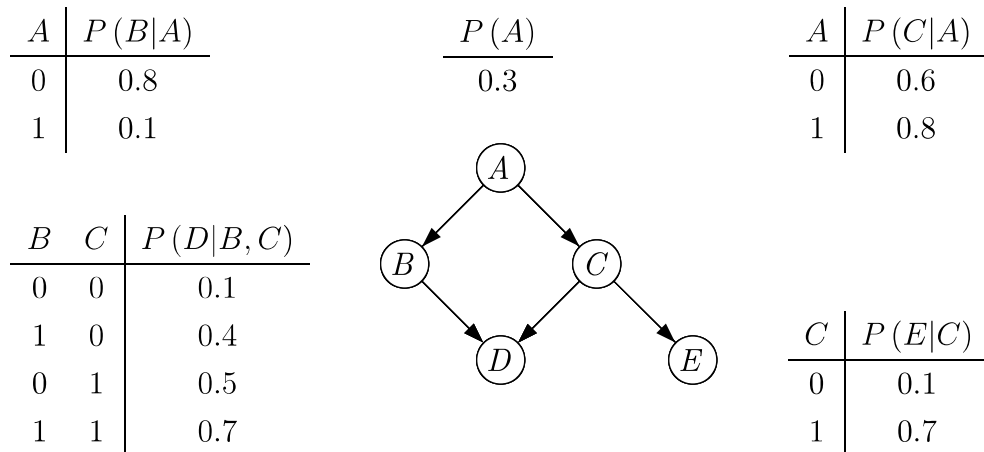 A P(B|A)
0 0.8
1 0.1
P(A)
0.3
A P(C|A)
0 0.6
1 0.8
A
B C
D E
B C P(D|B, C)
0 0 0.1
1 0 0.4
0 1 0.5
1 1 0.7
C P(E|C)
0 0.1
1 0.7